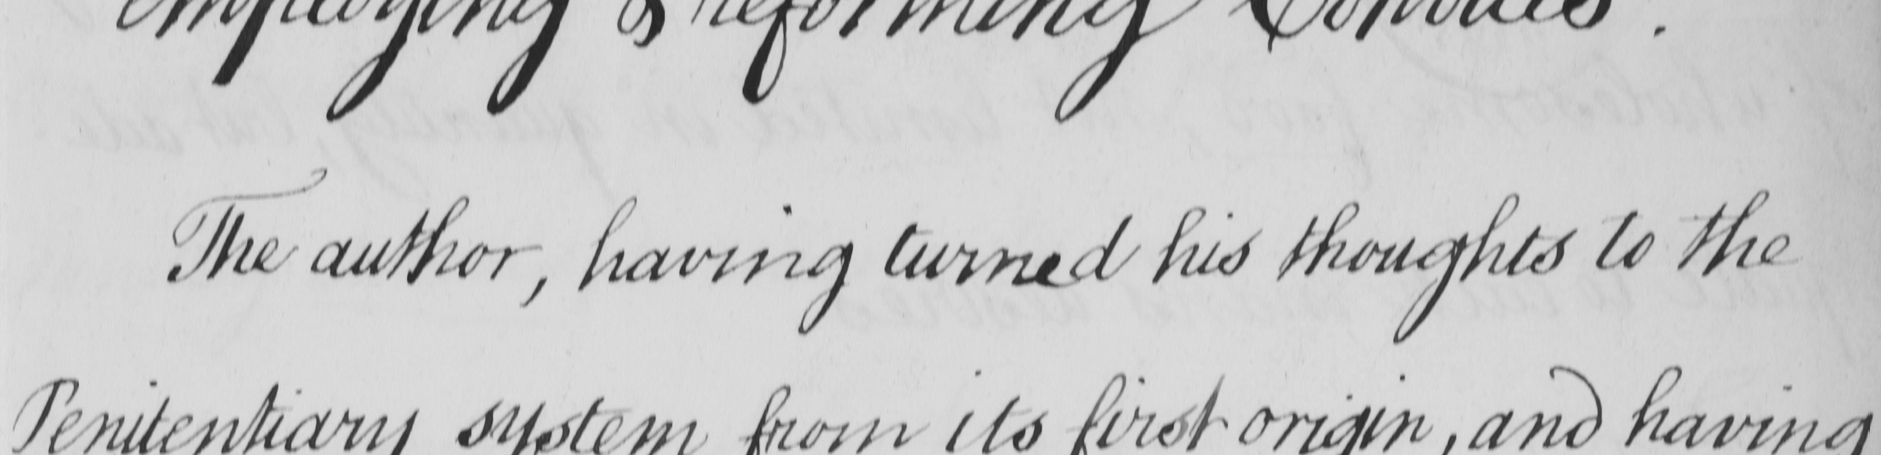 employing & reforming Convicts.
The author, having turned his thoughts to the
Penitentiary system from its first origin, and having